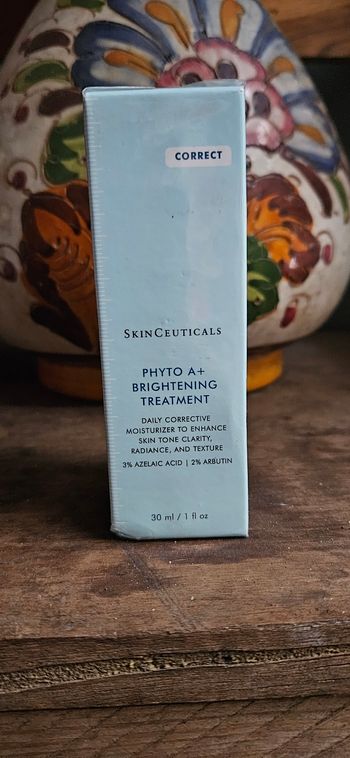 CORRECT
SKINCEUTICALS
PHYTO A+
BRIGHTENING
TREATMENT
DAILY CORRECTIVE
MOISTURIZER TO ENHANCE
SKIN TONE CLARITY,
RADIANCE, AND TEXTURE
3% AZELAIC ACID | 2% ARBUTIN
30 ml / 1 fl oz